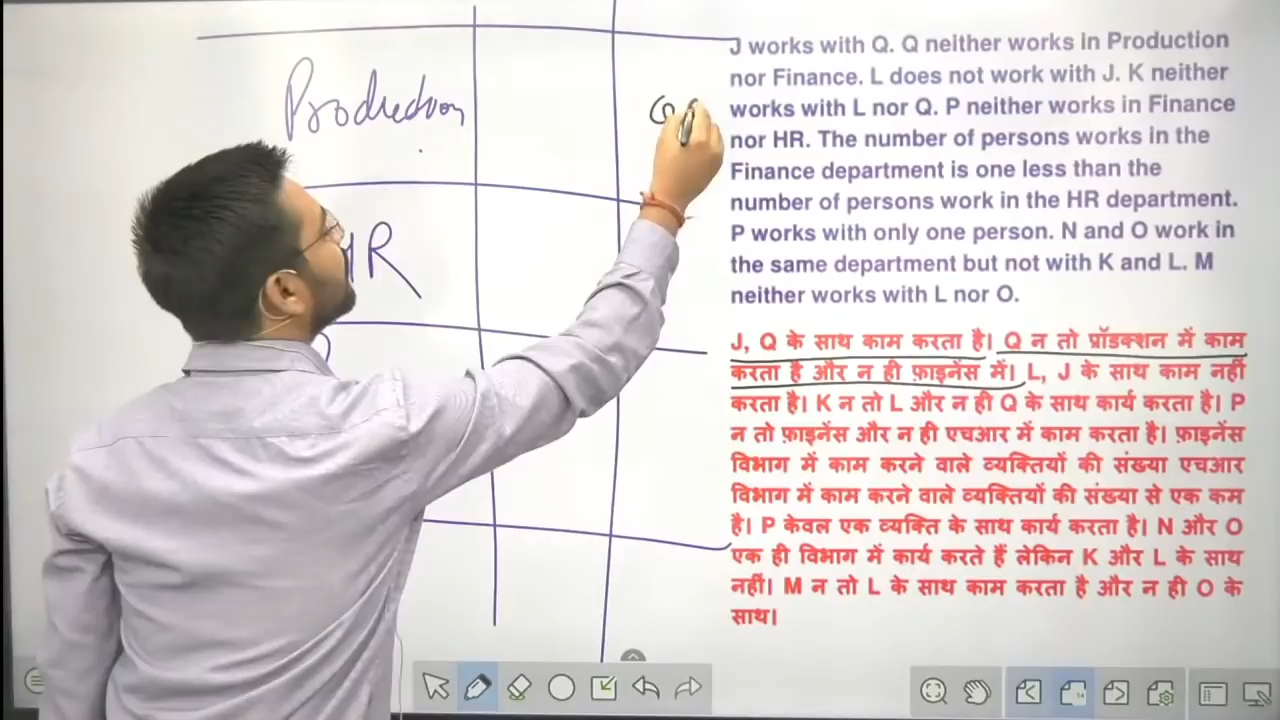 Production
HR
J works with Q. Q neither works in Production
nor Finance. L does not work with J. K neither
works with L nor Q. P neither works in Finance
nor HR. The number of persons works in the
Finance department is one less than the
number of persons work in the HR department.
P works with only one person. N and O work in
the same department but not with K and L. M
neither works with L nor O.
J, Q के साथ काम करता है। Q न तो प्रॉडक्शन में काम
करता है और न ही फ़ाइनेंस में। L, J के साथ काम नहीं
करता है। K न तो L और न ही Q के साथ कार्य करता है। P
न तो फ़ाइनेंस और न ही एचआर में काम करता है। फ़ाइनेंस
विभाग में काम करने वाले व्यक्तियों की संख्या एचआर
विभाग में काम करने वाले व्यक्तियों की संख्या से एक कम
है। P केवल एक व्यक्ति के साथ कार्य करता है। N और O
एक ही विभाग में कार्य करते हैं लेकिन K और L के साथ
नहीं। M न तो L के साथ काम करता है और न ही O के
साथ।